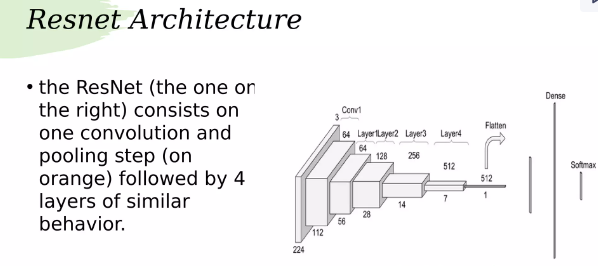 Resnet Architecture
• the ResNet (the one on
the right) consists on
one convolution and
pooling step (on
orange) followed by 4
layers of similar
behavior.
Conv1
3
64
Layer1
Layer2
Layer3
Layer4
64
128
256
512
512
Flatten
Dense
Softmax
224
112
56
28
14
7
1